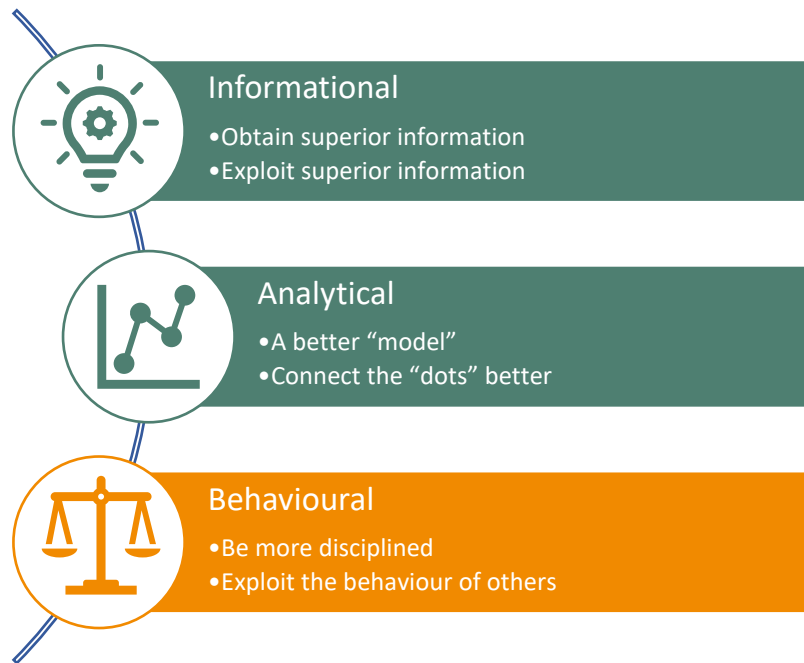 Informational
•Obtain superior information
•Exploit superior information
Analytical
•A better “model”
•Connect the “dots” better
Behavioural
•Be more disciplined
•Exploit the behaviour of others